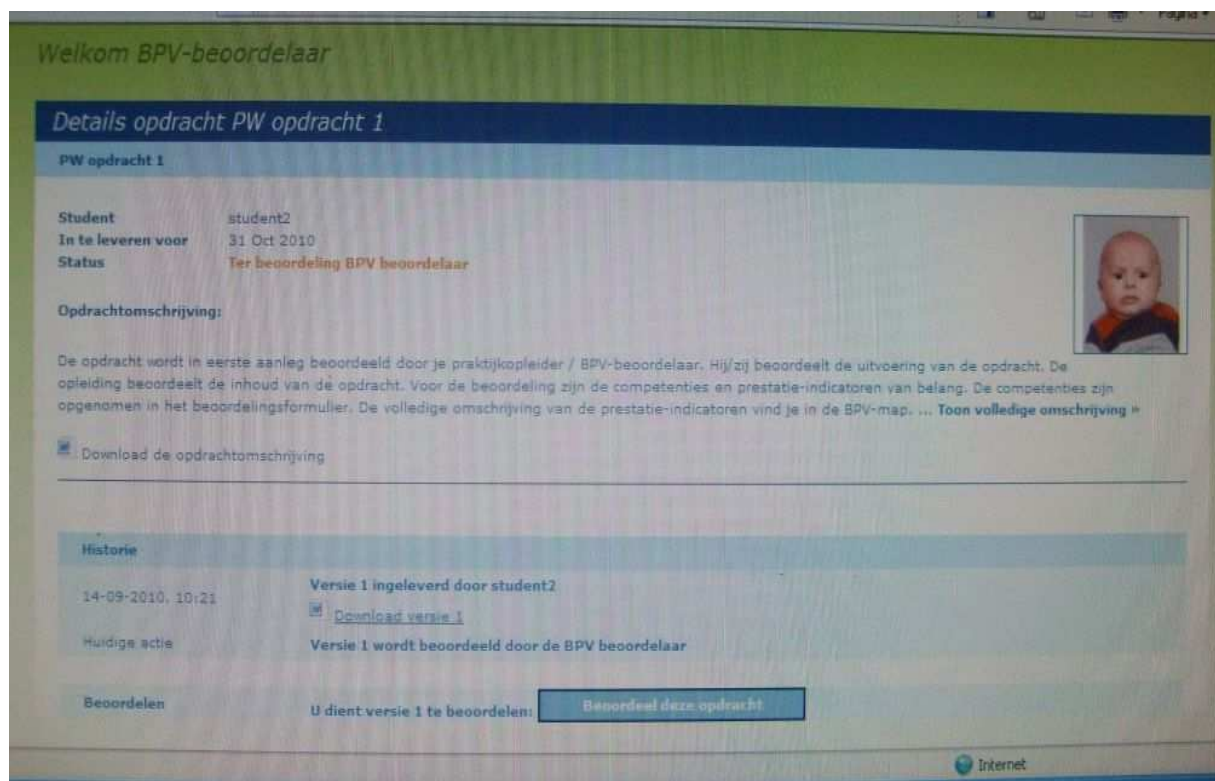 Pagina
Welkom BPV-beoordelaar
Details opdracht PW opdracht 1
PW opdracht 1
Student student2
In te leveren voor 31 Oct 2010
Status Ter beoordeling BPV beoordelaar
Opdrachtomschrijving:
De opdracht wordt in eerste aanleg beoordeeld door je praktijkopleider / BPV-beoordelaar. Hij/zij beoordeelt de uitvoering van de opdracht. De
opleiding beoordeelt de inhoud van de opdracht. Voor de beoordeling zijn de competenties en prestatie-indicatoren van belang. De competenties zijn
opgenomen in het beoordelingsformulier. De volledige omschrijving van de prestatie-indicatoren vind je in de BPV-map. ... Toon volledige omschrijving »
Download de opdrachtomschrijving
Historie
14-09-2010, 10:21 Versie 1 ingeleverd door student2
Download versie 1
Huidige actie Versie 1 wordt beoordeeld door de BPV beoordelaar
Beoordelen U dient versie 1 te beoordelen: Beoordeel deze opdracht
Internet